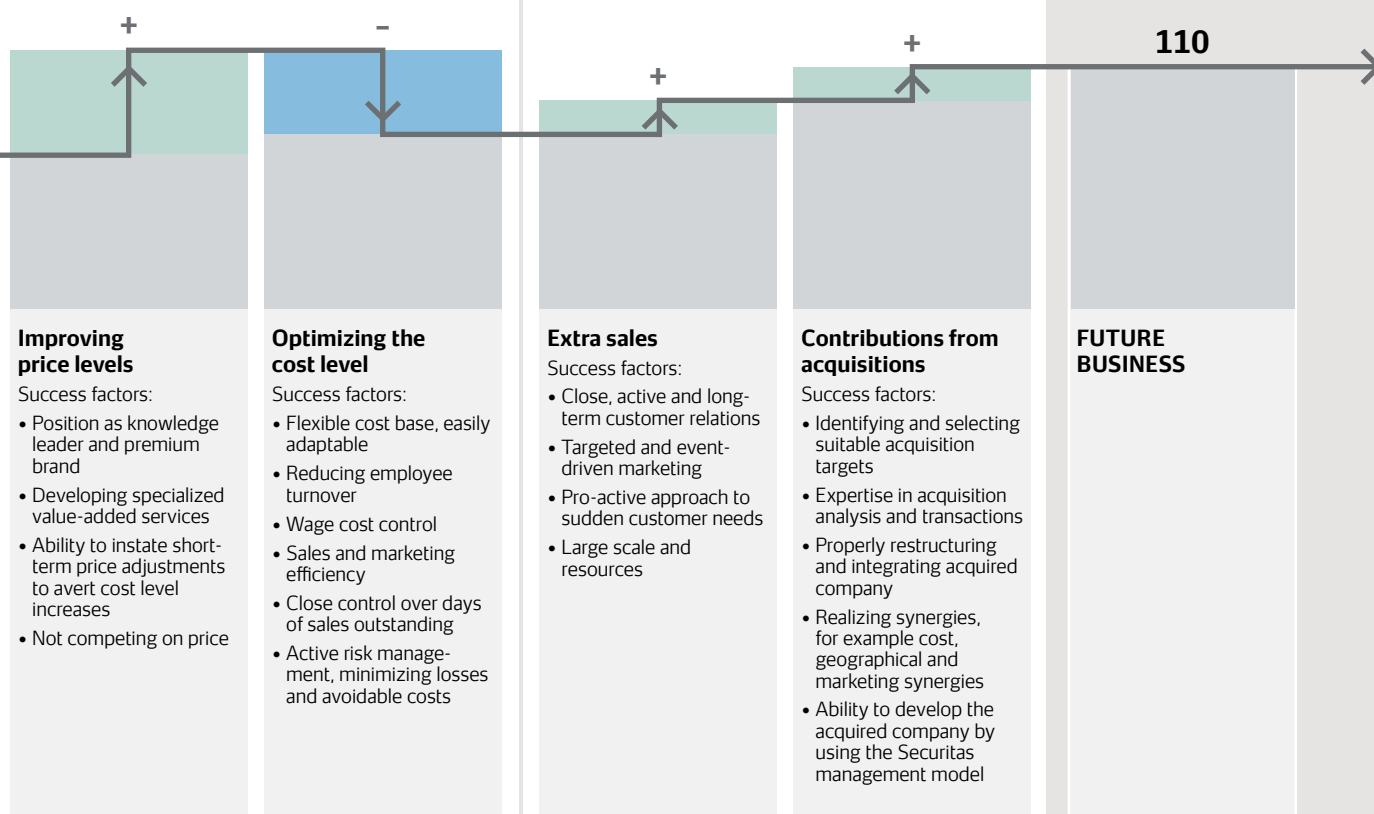 +
–
+
+
110
Improving
price levels
Success factors:
• Position as knowledge
leader and premium
brand
• Developing specialized
value-added services
• Ability to instate short-
term price adjustments
to avert cost level
increases
• Not competing on price
Optimizing the
cost level
Success factors:
• Flexible cost base, easily
adaptable
• Reducing employee
turnover
• Wage cost control
• Sales and marketing
efficiency
• Close control over days
of sales outstanding
• Active risk manage-
ment, minimizing losses
and avoidable costs
Extra sales
Success factors:
• Close, active and long-
term customer relations
• Targeted and event-
driven marketing
• Pro-active approach to
sudden customer needs
• Large scale and
resources
Contributions from
acquisitions
Success factors:
• Identifying and selecting
suitable acquisition
targets
• Expertise in acquisition
analysis and transactions
• Properly restructuring
and integrating acquired
company
• Realizing synergies,
for example cost,
geographical and
marketing synergies
• Ability to develop the
acquired company by
using the Securitas
management model
FUTURE
BUSINESS